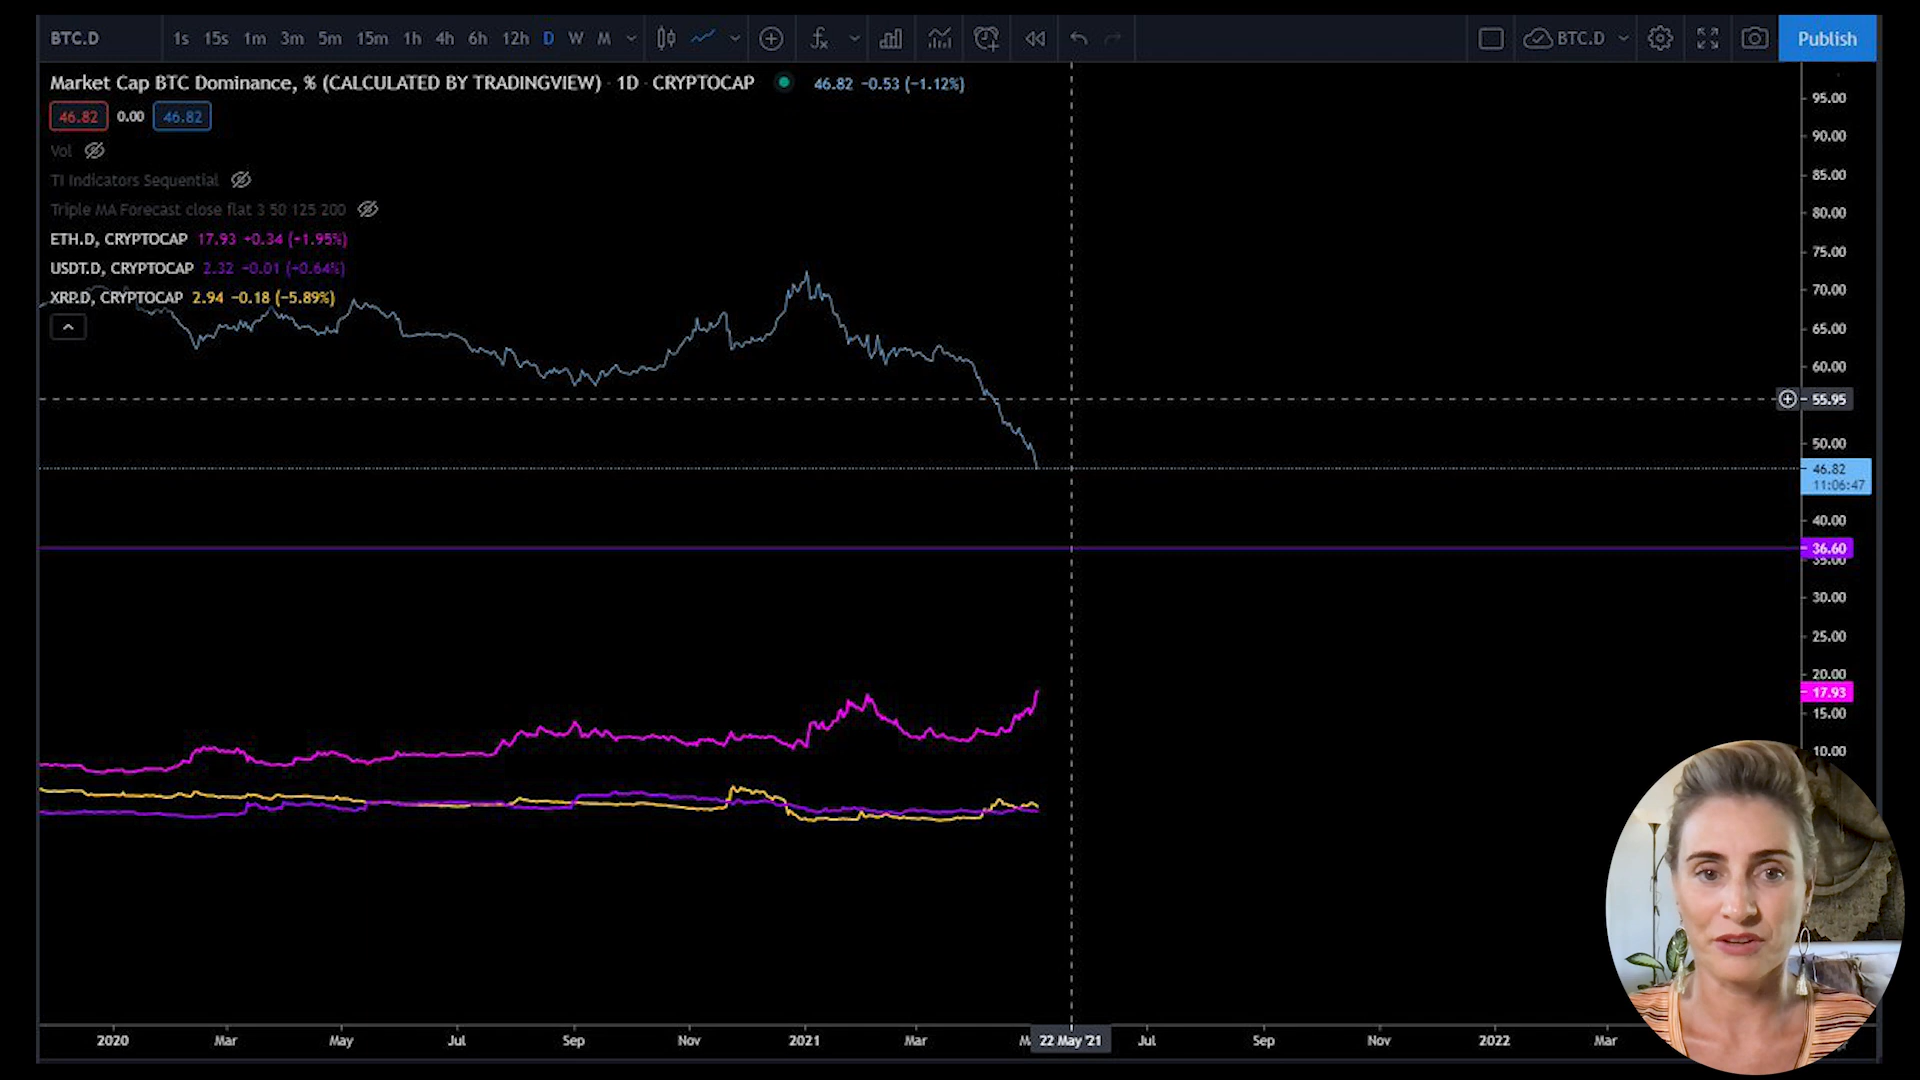 BTC.D 1s 15s 1m 3m 5m 15m 1h 4h 6h 12h D W M BTC.D Publish
Market Cap BTC Dominance, % (CALCULATED BY TRADINGVIEW) · 1D · CRYPTOCAP 46.82 −0.53 (−1.12%)
46.82 0.00 46.82
Vol
TI Indicators Sequential
Triple MA Forecast close flat 3 50 125 200
ETH.D, CRYPTOCAP 17.93 +0.34 (+1.95%)
USDT.D, CRYPTOCAP 2.32 −0.01 (−0.64%)
XRP.D, CRYPTOCAP 2.94 −0.18 (−5.89%)
95.00
90.00
85.00
80.00
75.00
70.00
65.00
60.00
55.95
50.00
46.82
11:06:47
40.00
36.60
35.00
30.00
25.00
20.00
17.93
15.00
10.00
2020 Mar May Jul Sep Nov 2021 Mar 22 May '21 Jul Sep Nov 2022 Mar